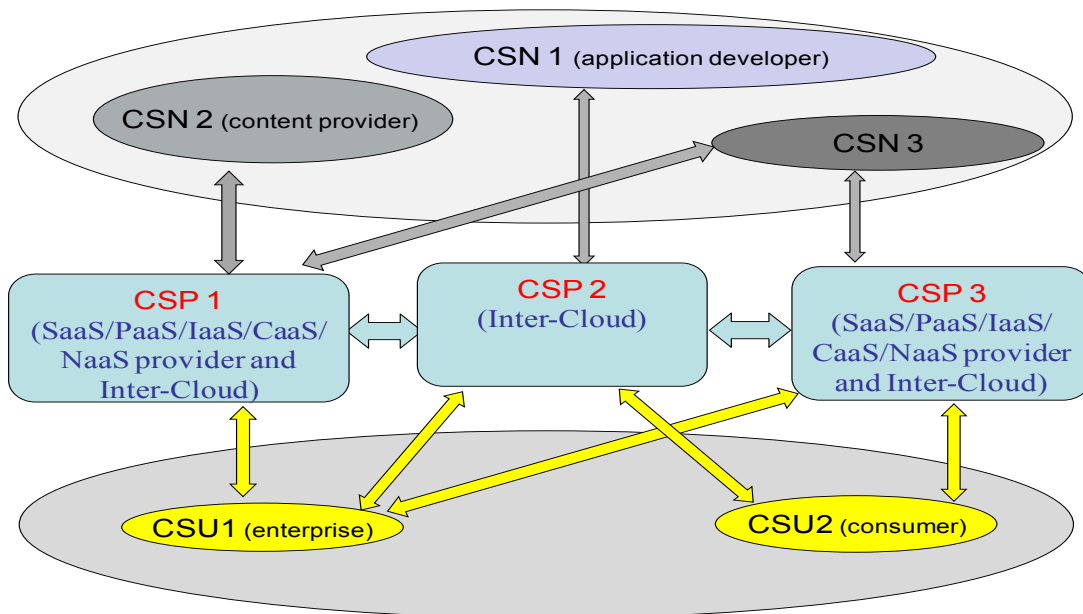 CSN 1 (application developer)
CSN 2 (content provider)
CSN 3
CSP 1
(SaaS/PaaS/IaaS/CaaS/
NaaS provider and
Inter-Cloud)
CSP 2
(Inter-Cloud)
CSP 3
(SaaS/PaaS/IaaS/
CaaS/NaaS provider
and Inter-Cloud)
CSU1 (enterprise)
CSU2 (consumer)